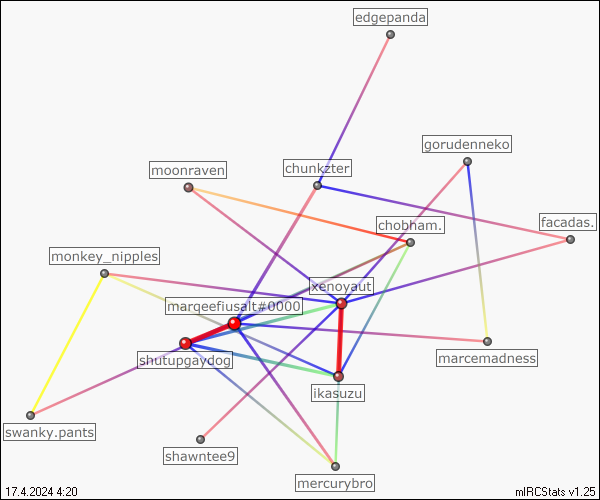 edgepanda
gorudenneko
moonraven
chunkzter
chobham.
facadas.
monkey_nipples
xenoyaut
marqeefiusalt#0000
shutupgaydog
marcemadness
ikasuzu
swanky.pants
shawntee9
mercurybro
17.4.2024 4:20
mIRCStats v1.25